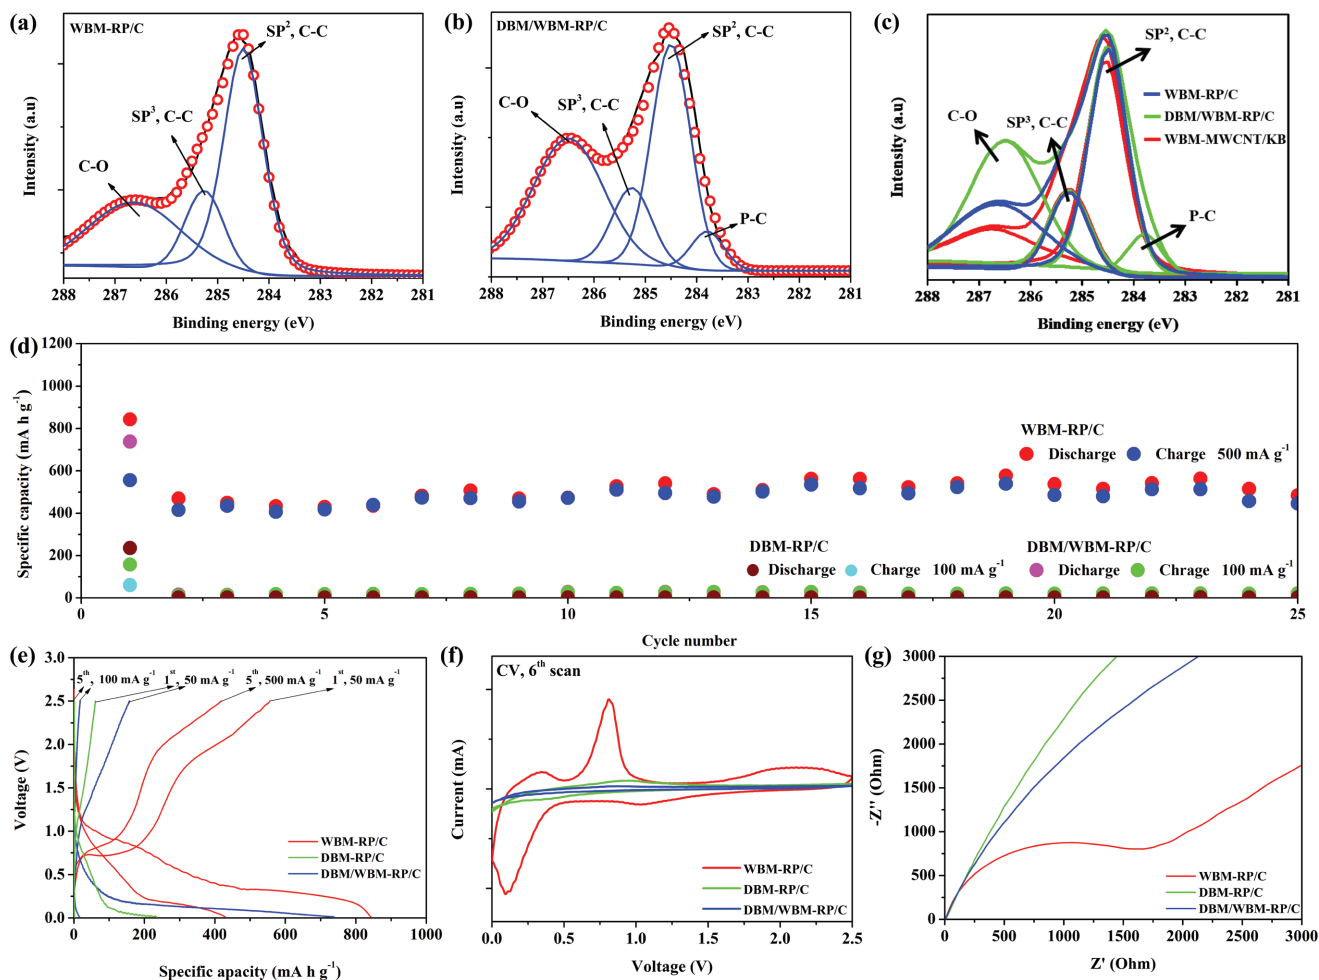 (a)
WBM-RP/C
SP², C-C
SP³, C-C
C-O
Intensity (a.u)
288 287 286 285 284 283 282 281
Binding energy (eV)
(b)
DBM/WBM-RP/C
SP², C-C
SP³, C-C
C-O
P-C
Intensity (a.u)
288 287 286 285 284 283 282 281
Binding energy (eV)
(c)
SP², C-C
WBM-RP/C
DBM/WBM-RP/C
WBM-MWCNT/KB
C-O
SP³, C-C
P-C
Intensity (a.u)
288 287 286 285 284 283 282 281
Binding energy (eV)
(d)
Specific capacity (mA h g⁻¹)
1200
1000
800
600
400
200
0
WBM-RP/C
Discharge Charge 500 mA g⁻¹
DBM-RP/C
Discharge Charge 100 mA g⁻¹
DBM/WBM-RP/C
Dicharge Chrage 100 mA g⁻¹
0 5 10 15 20 25
Cycle number
(e)
Voltage (V)
3.0
2.5
2.0
1.5
1.0
0.5
0.0
5th, 100 mA g⁻¹ 1st, 50 mA g⁻¹ 5th, 500 mA g⁻¹ 1st, 50 mA g⁻¹
WBM-RP/C
DBM-RP/C
DBM/WBM-RP/C
0 200 400 600 800 1000
Specific apacity (mA h g⁻¹)
(f)
CV, 6th scan
Current (mA)
WBM-RP/C
DBM-RP/C
DBM/WBM-RP/C
0.0 0.5 1.0 1.5 2.0 2.5
Voltage (V)
(g)
-Z'' (Ohm)
3000
2500
2000
1500
1000
500
0
WBM-RP/C
DBM-RP/C
DBM/WBM-RP/C
0 500 1000 1500 2000 2500 3000
Z' (Ohm)